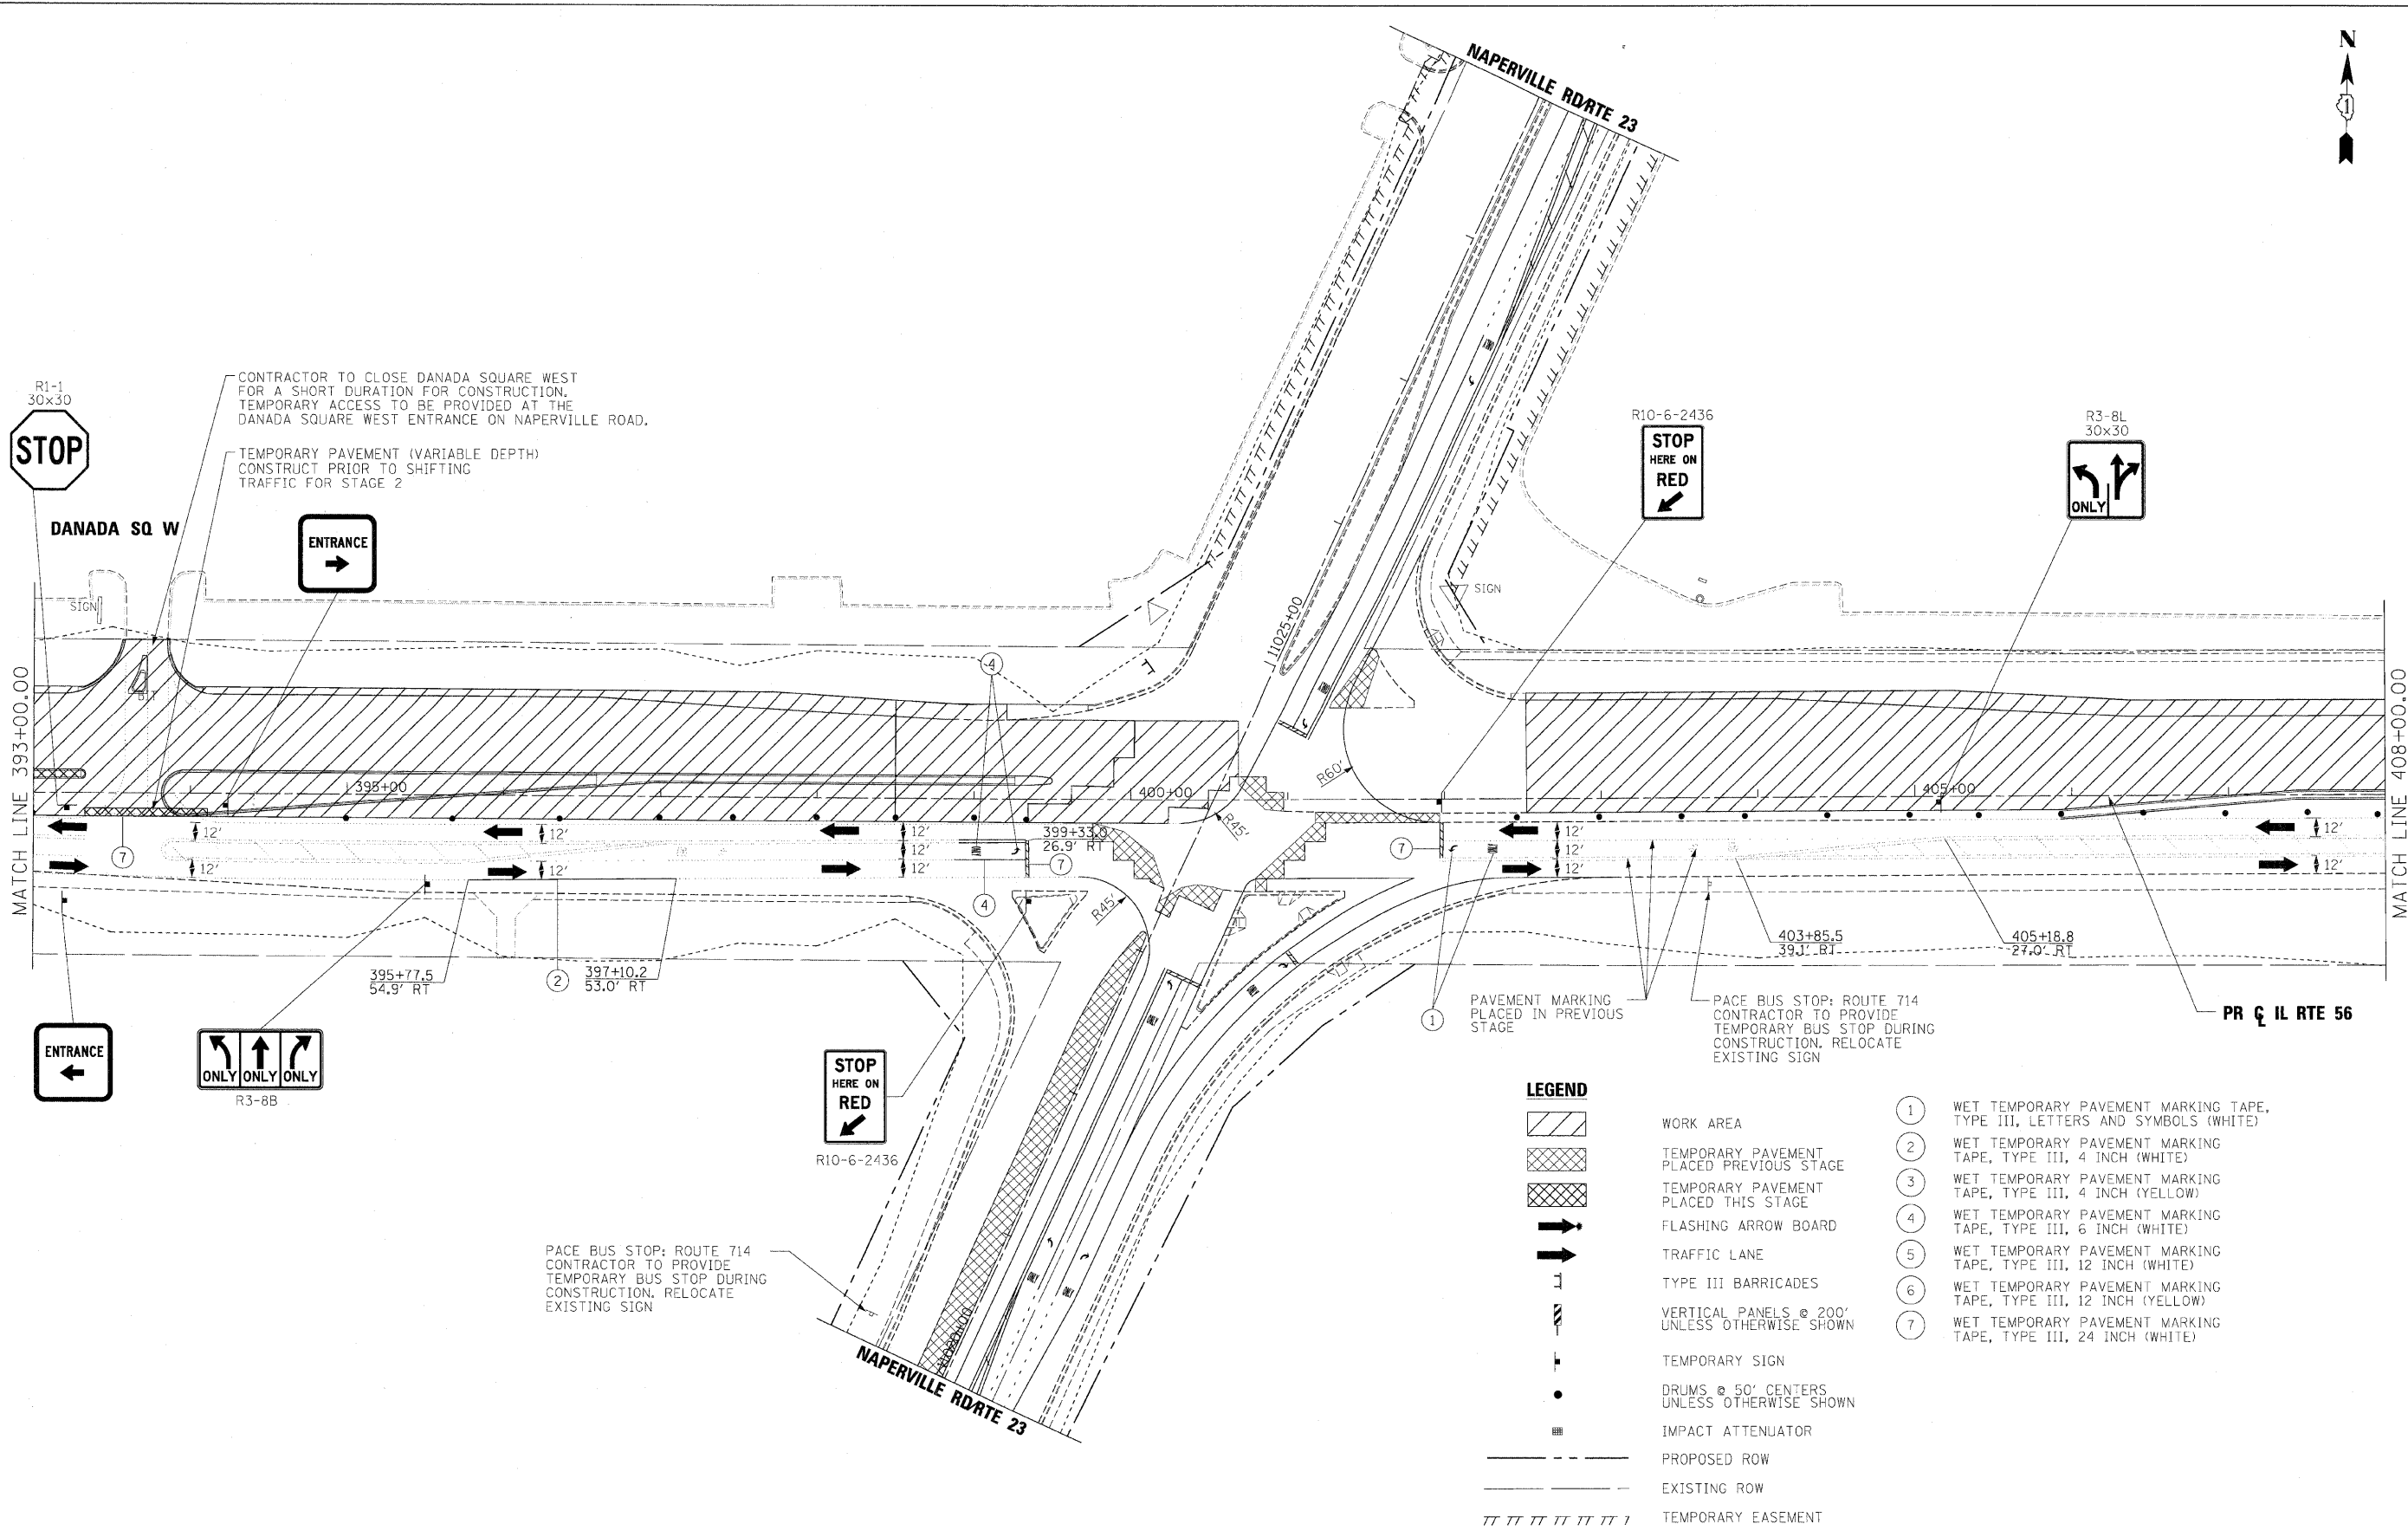 N
NAPERVILLE RD/RTE 23
R1-1
30x30
STOP
CONTRACTOR TO CLOSE DANADA SQUARE WEST
FOR A SHORT DURATION FOR CONSTRUCTION.
TEMPORARY ACCESS TO BE PROVIDED AT THE
DANADA SQUARE WEST ENTRANCE ON NAPERVILLE ROAD.
TEMPORARY PAVEMENT (VARIABLE DEPTH)
CONSTRUCT PRIOR TO SHIFTING
TRAFFIC FOR STAGE 2
DANADA SQ W
ENTRANCE
SIGN
R10-6-2436
STOP
HERE ON
RED
R3-8L
30x30
ONLY
SIGN
11025+00
4
R60'
MATCH LINE 393+00.00
395+00
400+00
405+00
MATCH LINE 408+00.00
7
12'
12'
12'
12'
12'
12'
12'
399+33.0
26.9' RT
7
4
R45'
R45'
7
12'
12'
12'
12'
12'
395+77.5
54.9' RT
2
397+10.2
53.0' RT
403+85.5
39.1' RT
405+18.8
27.0' RT
1
PAVEMENT MARKING
PLACED IN PREVIOUS
STAGE
PACE BUS STOP: ROUTE 714
CONTRACTOR TO PROVIDE
TEMPORARY BUS STOP DURING
CONSTRUCTION. RELOCATE
EXISTING SIGN
PR ℄ IL RTE 56
ENTRANCE
ONLY ONLY ONLY
R3-8B
STOP
HERE ON
RED
R10-6-2436
PACE BUS STOP: ROUTE 714
CONTRACTOR TO PROVIDE
TEMPORARY BUS STOP DURING
CONSTRUCTION. RELOCATE
EXISTING SIGN
NAPERVILLE RD/RTE 23
LEGEND
WORK AREA
TEMPORARY PAVEMENT
PLACED PREVIOUS STAGE
TEMPORARY PAVEMENT
PLACED THIS STAGE
FLASHING ARROW BOARD
TRAFFIC LANE
TYPE III BARRICADES
VERTICAL PANELS @ 200'
UNLESS OTHERWISE SHOWN
TEMPORARY SIGN
DRUMS @ 50' CENTERS
UNLESS OTHERWISE SHOWN
IMPACT ATTENUATOR
PROPOSED ROW
EXISTING ROW
TEMPORARY EASEMENT
1 WET TEMPORARY PAVEMENT MARKING TAPE,
TYPE III, LETTERS AND SYMBOLS (WHITE)
2 WET TEMPORARY PAVEMENT MARKING
TAPE, TYPE III, 4 INCH (WHITE)
3 WET TEMPORARY PAVEMENT MARKING
TAPE, TYPE III, 4 INCH (YELLOW)
4 WET TEMPORARY PAVEMENT MARKING
TAPE, TYPE III, 6 INCH (WHITE)
5 WET TEMPORARY PAVEMENT MARKING
TAPE, TYPE III, 12 INCH (WHITE)
6 WET TEMPORARY PAVEMENT MARKING
TAPE, TYPE III, 12 INCH (YELLOW)
7 WET TEMPORARY PAVEMENT MARKING
TAPE, TYPE III, 24 INCH (WHITE)